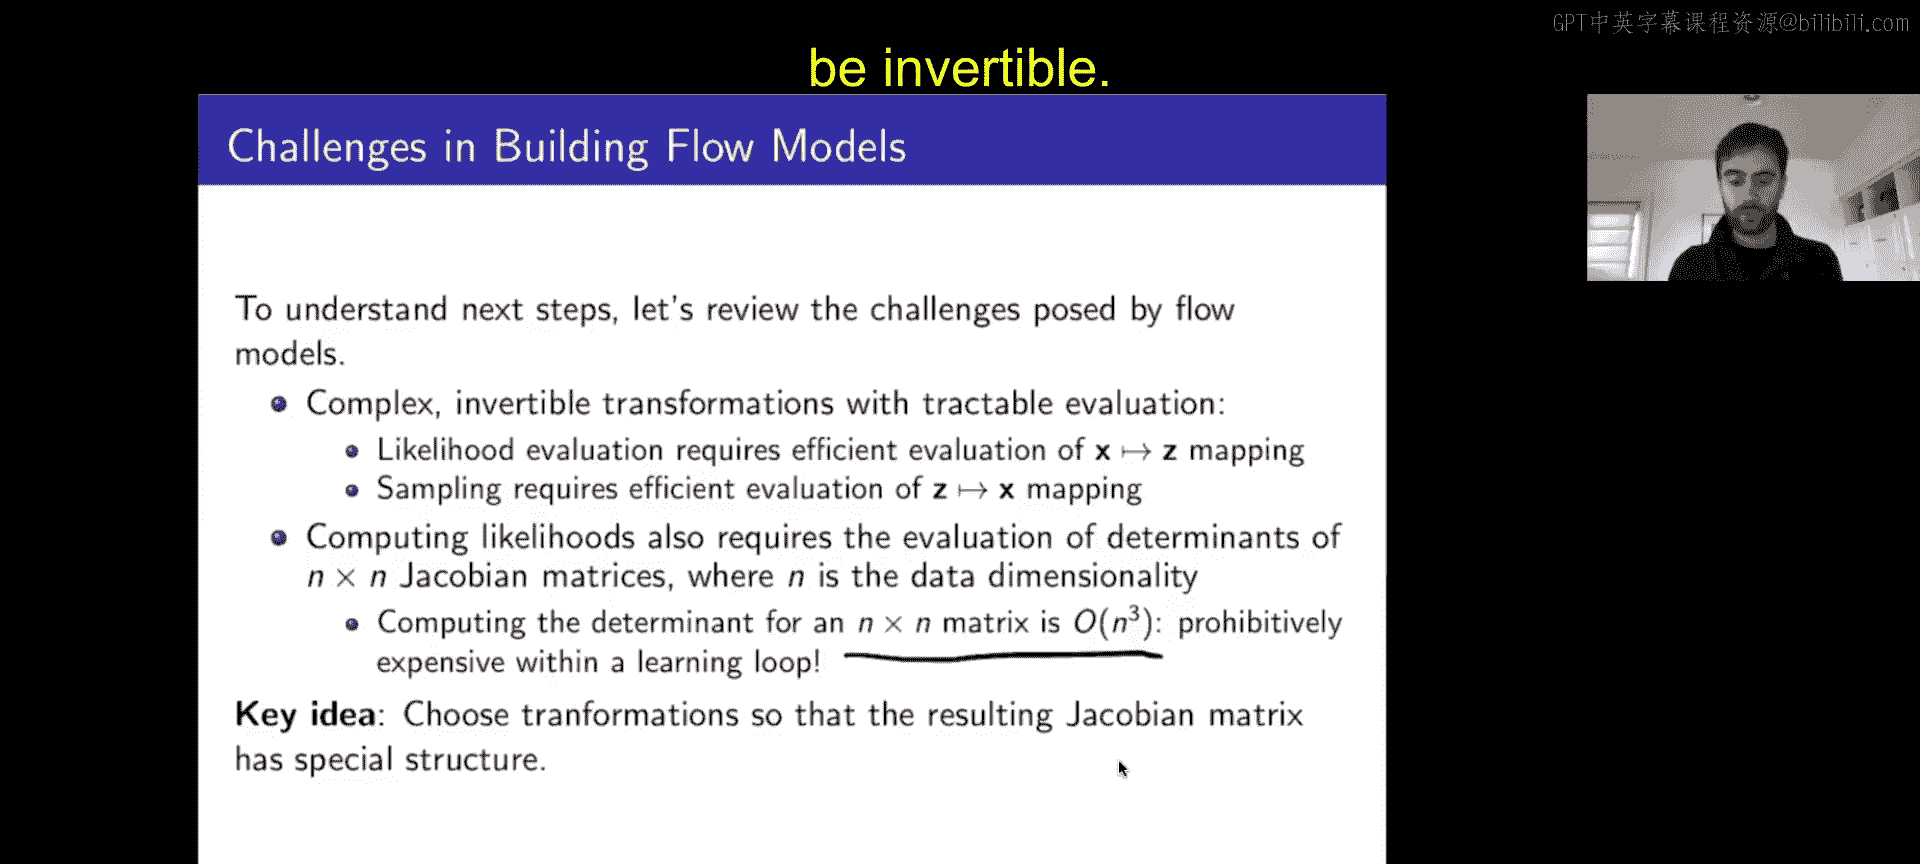 GPT中英字幕课程资源@bilibili.com
be invertible.
Challenges in Building Flow Models
To understand next steps, let's review the challenges posed by flow
models.
Complex, invertible transformations with tractable evaluation:
Likelihood evaluation requires efficient evaluation of x ↦ z mapping
Sampling requires efficient evaluation of z ↦ x mapping
Computing likelihoods also requires the evaluation of determinants of
n × n Jacobian matrices, where n is the data dimensionality
Computing the determinant for an n × n matrix is O(n³): prohibitively
expensive within a learning loop!
Key idea: Choose tranformations so that the resulting Jacobian matrix
has special structure.